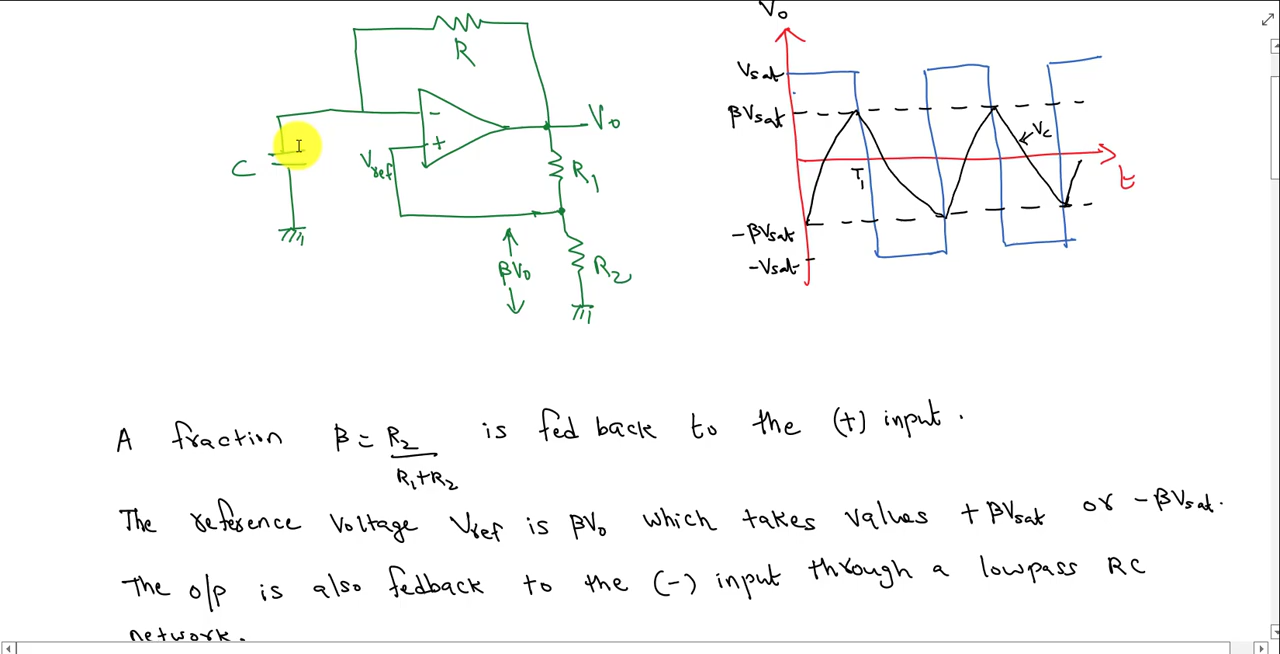 R
C
-
+
Vref
Vo
R1
R2
βVo
Vo
Vsat
βVsat
-βVsat
-Vsat
T1
Vc
t
A fraction β = R2/R1+R2 is fed back to the (+) input.
The reference voltage Vref is βVo which takes values +βVsat or -βVsat.
The o/p is also fedback to the (-) input through a lowpass RC
network.